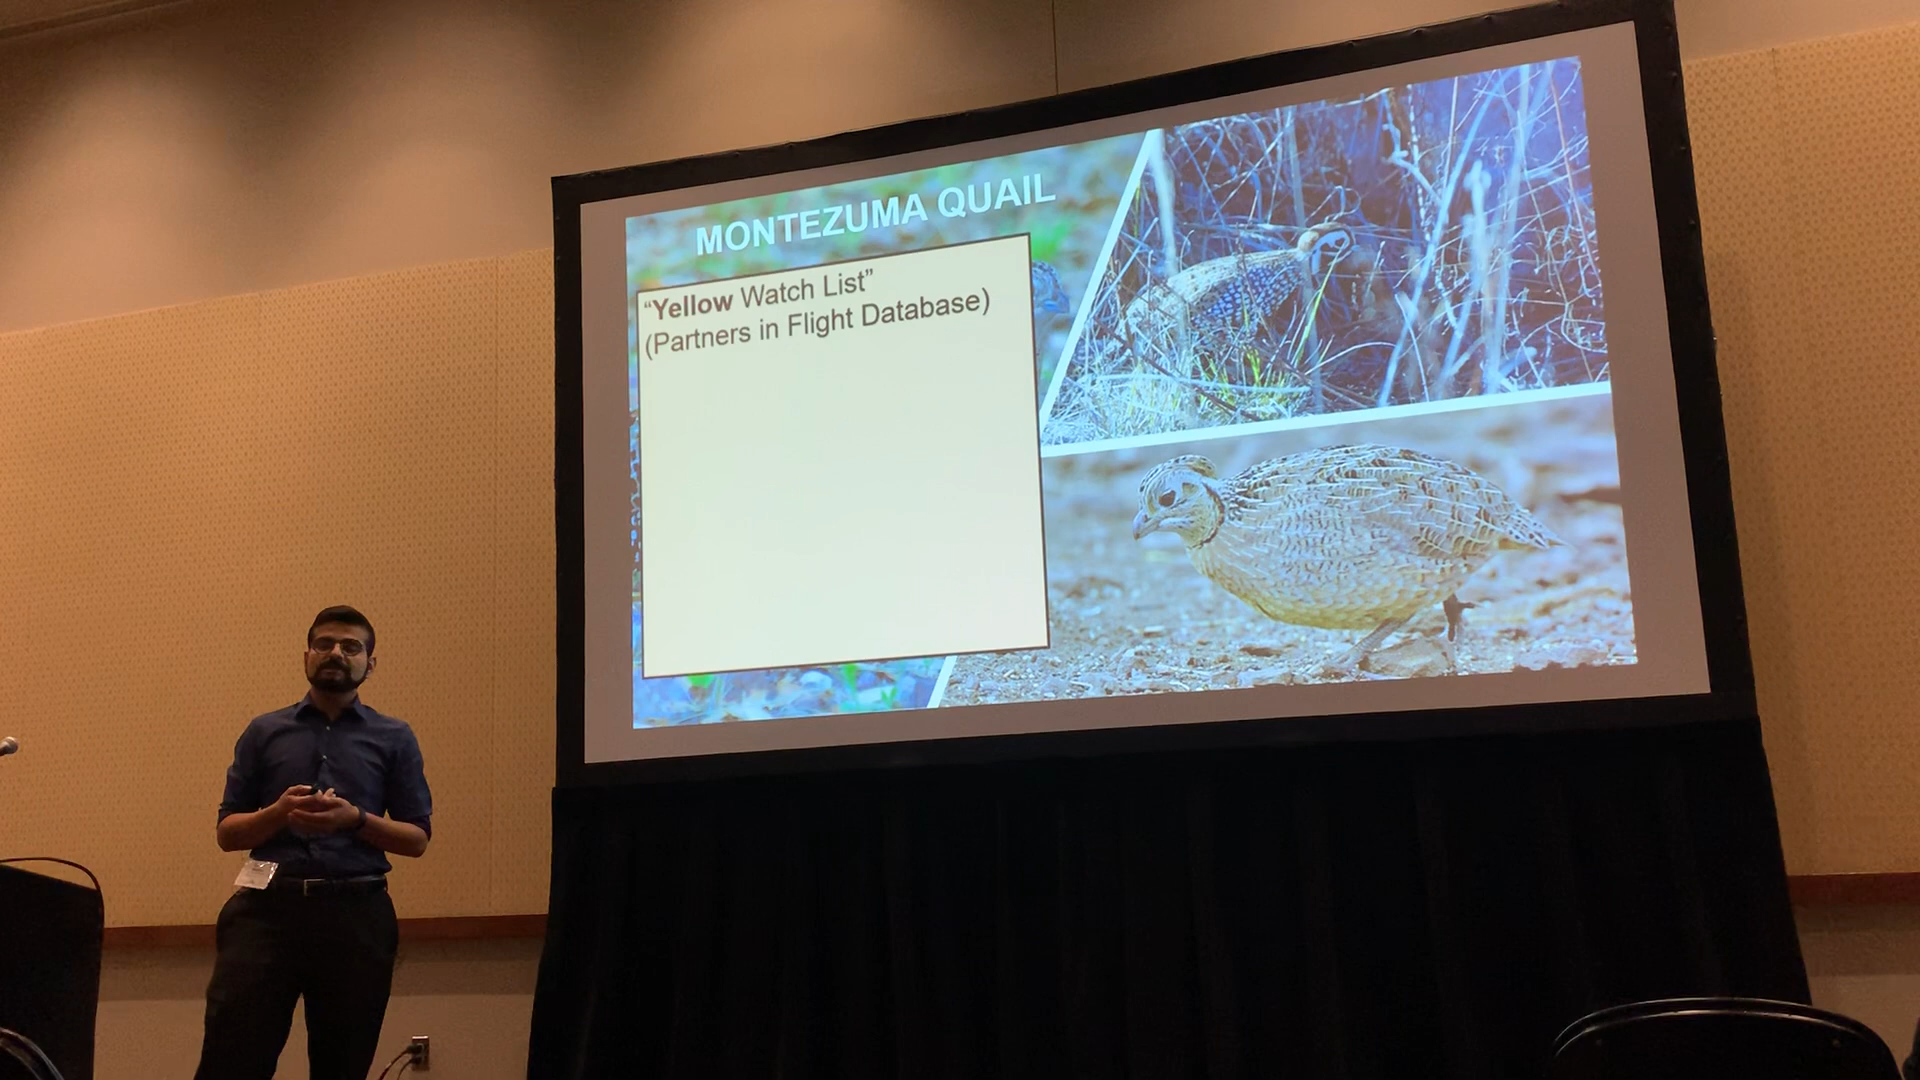 MONTEZUMA QUAIL
“Yellow Watch List”
(Partners in Flight Database)